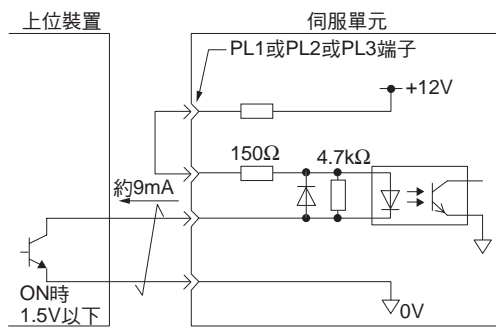 上位裝置
伺服單元
PL1或PL2或PL3端子
+12V
150Ω
4.7kΩ
約9mA
ON時
1.5V以下
0V